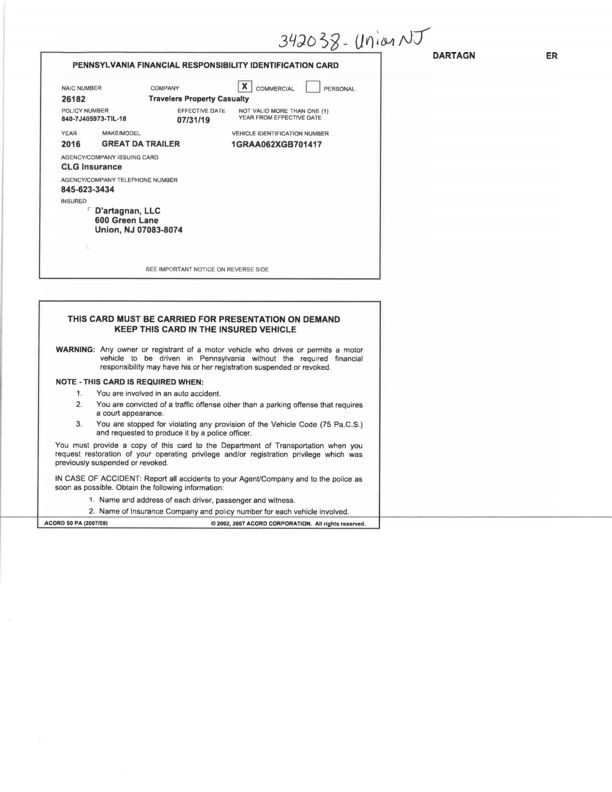 342038 - Union NJ
DARTAGN ER
PENNSYLVANIA FINANCIAL RESPONSIBILITY IDENTIFICATION CARD
NAIC NUMBER COMPANY X COMMERCIAL PERSONAL
26182 Travelers Property Casualty
POLICY NUMBER EFFECTIVE DATE NOT VALID MORE THAN ONE (1)
840-7J405973-TIL-18 07/31/19 YEAR FROM EFFECTIVE DATE
YEAR MAKE/MODEL VEHICLE IDENTIFICATION NUMBER
2016 GREAT DA TRAILER 1GRAA062XGB701417
AGENCY/COMPANY ISSUING CARD
CLG Insurance
AGENCY/COMPANY TELEPHONE NUMBER
845-623-3434
INSURED
D'artagnan, LLC
600 Green Lane
Union, NJ 07083-8074
SEE IMPORTANT NOTICE ON REVERSE SIDE
THIS CARD MUST BE CARRIED FOR PRESENTATION ON DEMAND
KEEP THIS CARD IN THE INSURED VEHICLE
WARNING: Any owner or registrant of a motor vehicle who drives or permits a motor
vehicle to be driven in Pennsylvania without the required financial
responsibility may have his or her registration suspended or revoked.
NOTE - THIS CARD IS REQUIRED WHEN:
1. You are involved in an auto accident.
2. You are convicted of a traffic offense other than a parking offense that requires
a court appearance.
3. You are stopped for violating any provision of the Vehicle Code (75 Pa.C.S.)
and requested to produce it by a police officer.
You must provide a copy of this card to the Department of Transportation when you
request restoration of your operating privilege and/or registration privilege which was
previously suspended or revoked.
IN CASE OF ACCIDENT: Report all accidents to your Agent/Company and to the police as
soon as possible. Obtain the following information:
1. Name and address of each driver, passenger and witness.
2. Name of Insurance Company and policy number for each vehicle involved.
ACORD 50 PA (2007/09) © 2002, 2007 ACORD CORPORATION. All rights reserved.